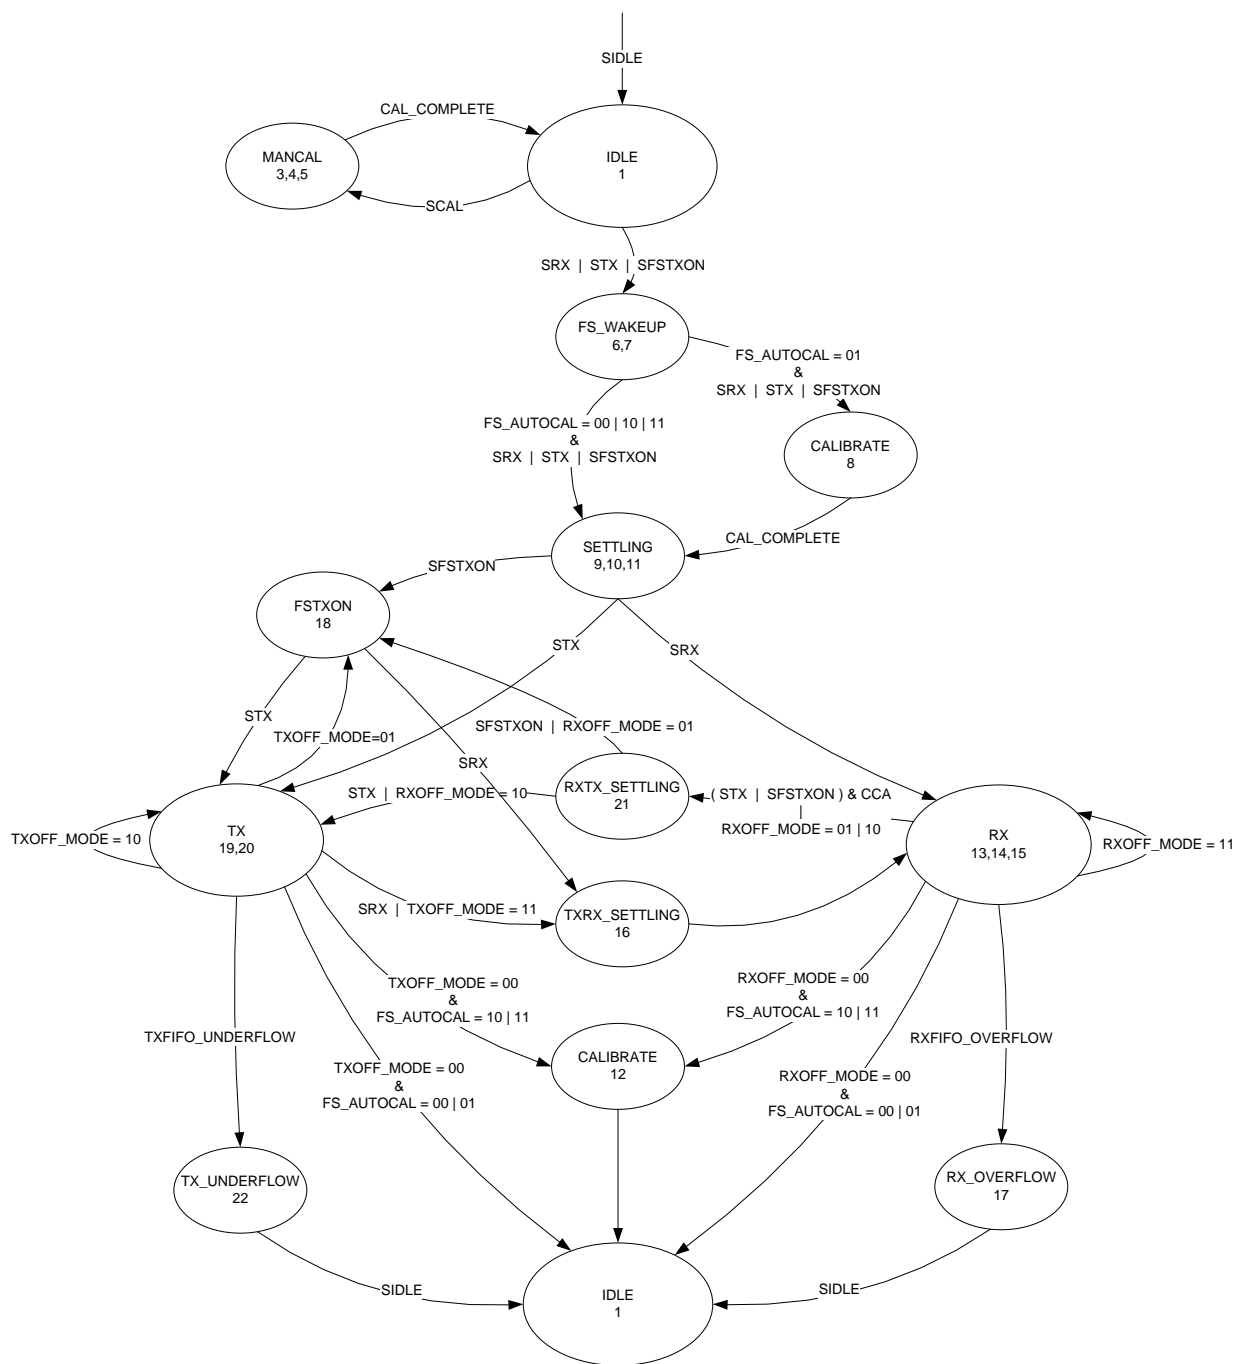 SIDLE
CAL_COMPLETE
MANCAL
3,4,5
IDLE
1
SCAL
SRX | STX | SFSTXON
FS_WAKEUP
6,7
FS_AUTOCAL = 01
&
SRX | STX | SFSTXON
FS_AUTOCAL = 00 | 10 | 11
&
SRX | STX | SFSTXON
CALIBRATE
8
CAL_COMPLETE
SETTLING
9,10,11
SFSTXON
FSTXON
18
STX
SRX
STX
TXOFF_MODE=01
SFSTXON | RXOFF_MODE = 01
SRX
RXTX_SETTLING
21
STX | RXOFF_MODE = 10
( STX | SFSTXON ) & CCA
|
RXOFF_MODE = 01 | 10
TXOFF_MODE = 10
TX
19,20
RX
13,14,15
RXOFF_MODE = 11
SRX | TXOFF_MODE = 11
TXRX_SETTLING
16
TXOFF_MODE = 00
&
FS_AUTOCAL = 10 | 11
RXOFF_MODE = 00
&
FS_AUTOCAL = 10 | 11
TXFIFO_UNDERFLOW
RXFIFO_OVERFLOW
CALIBRATE
12
TXOFF_MODE = 00
&
FS_AUTOCAL = 00 | 01
RXOFF_MODE = 00
&
FS_AUTOCAL = 00 | 01
TX_UNDERFLOW
22
RX_OVERFLOW
17
SIDLE
SIDLE
IDLE
1